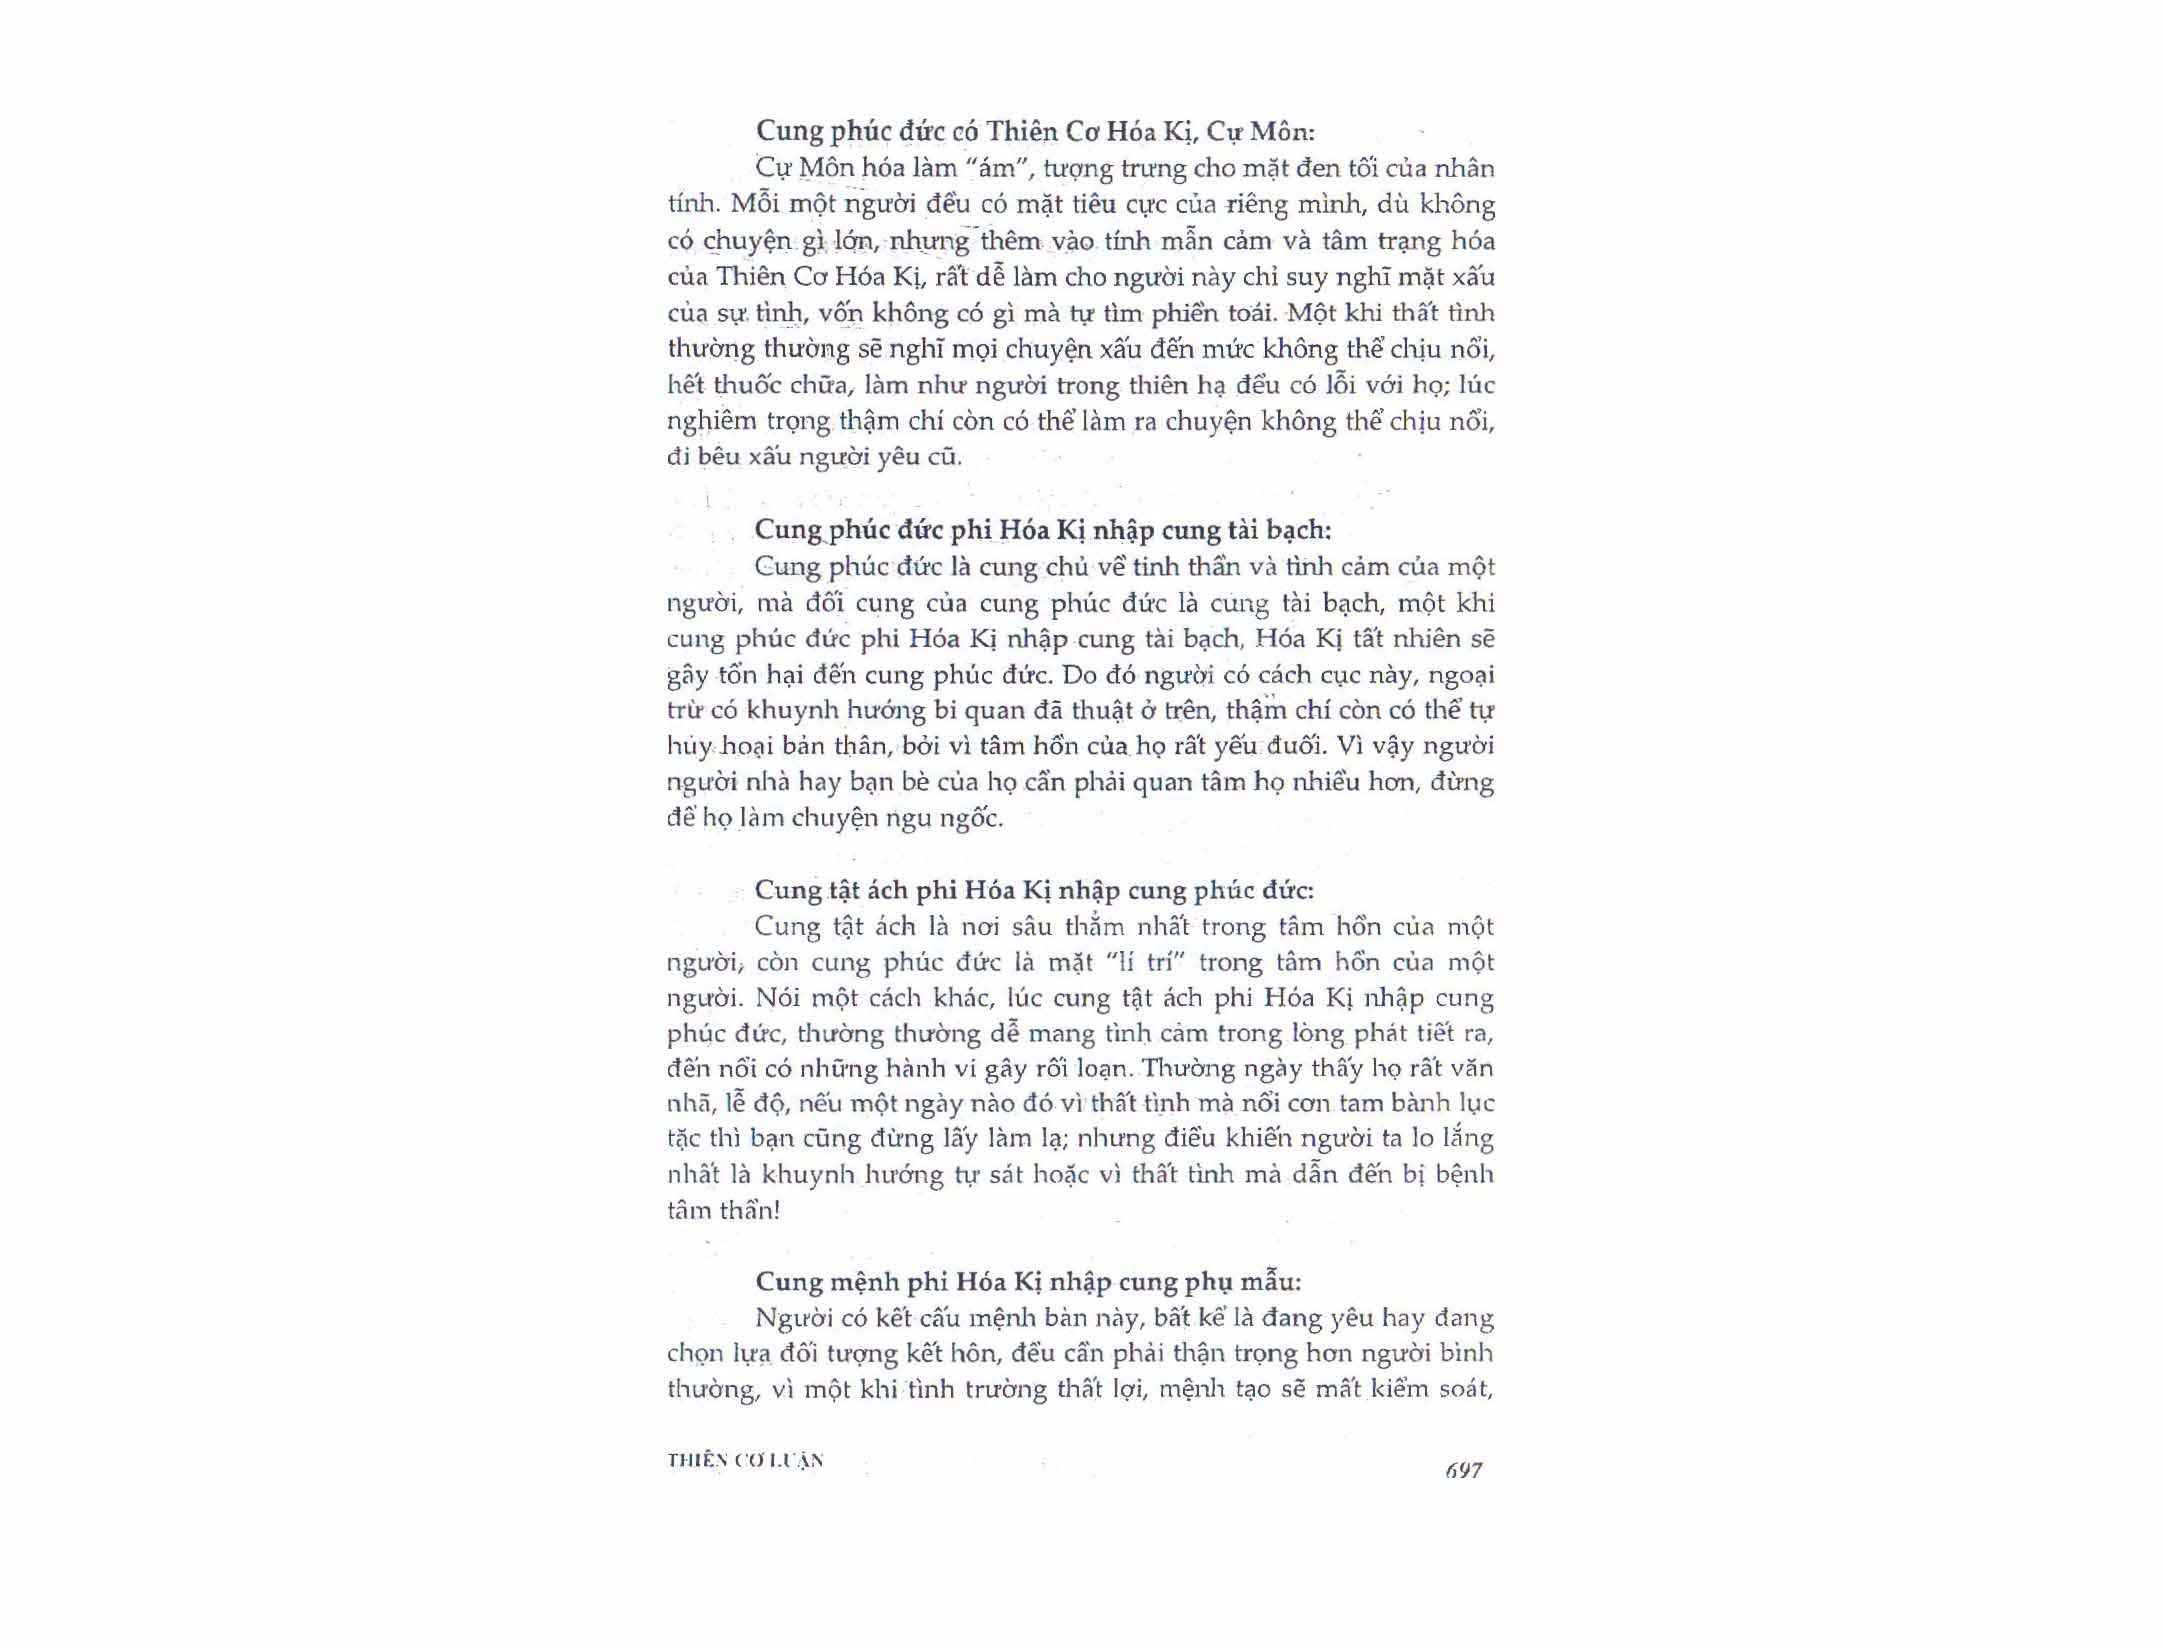 Cung phúc đức có Thiên Cơ Hóa Kị, Cự Môn:
Cự Môn hóa làm “ám”, tượng trưng cho mặt đen tối của nhân
tính. Mỗi một người đều có mặt tiêu cực của riêng mình, dù không
có chuyện gì lớn, nhưng thêm vào tính mẫn cảm và tâm trạng hóa
của Thiên Cơ Hóa Kị, rất dễ làm cho người này chỉ suy nghĩ mặt xấu
của sự tình, vốn không có gì mà tự tìm phiền toái. Một khi thất tình
thường thường sẽ nghĩ mọi chuyện xấu đến mức không thể chịu nổi,
hết thuốc chữa, làm như người trong thiên hạ đều có lỗi với họ; lúc
nghiêm trọng thậm chí còn có thể làm ra chuyện không thể chịu nổi,
đi bêu xấu người yêu cũ.
Cung phúc đức phi Hóa Kị nhập cung tài bạch:
Cung phúc đức là cung chủ về tinh thần và tình cảm của một
người, mà đối cung của cung phúc đức là cung tài bạch, một khi
cung phúc đức phi Hóa Kị nhập cung tài bạch, Hóa Kị tất nhiên sẽ
gây tổn hại đến cung phúc đức. Do đó người có cách cục này, ngoại
trừ có khuynh hướng bi quan đã thuật ở trên, thậm chí còn có thể tự
hủy hoại bản thân, bởi vì tâm hồn của họ rất yếu đuối. Vì vậy người
người nhà hay bạn bè của họ cần phải quan tâm họ nhiều hơn, đừng
để họ làm chuyện ngu ngốc.
Cung tật ách phi Hóa Kị nhập cung phúc đức:
Cung tật ách là nơi sâu thẳm nhất trong tâm hồn của một
người, còn cung phúc đức là mặt “lí trí” trong tâm hồn của một
người. Nói một cách khác, lúc cung tật ách phi Hóa Kị nhập cung
phúc đức, thường thường dễ mang tình cảm trong lòng phát tiết ra,
đến nổi có những hành vi gây rối loạn. Thường ngày thấy họ rất văn
nhã, lễ độ, nếu một ngày nào đó vì thất tình mà nổi cơn tam bành lục
tặc thì bạn cũng đừng lấy làm lạ; nhưng điều khiến người ta lo lắng
nhất là khuynh hướng tự sát hoặc vì thất tình mà dẫn đến bị bệnh
tâm thần!
Cung mệnh phi Hóa Kị nhập cung phụ mẫu:
Người có kết cấu mệnh bàn này, bất kể là đang yêu hay đang
chọn lựa đối tượng kết hôn, đều cần phải thận trọng hơn người bình
thường, vì một khi tình trường thất lợi, mệnh tạo sẽ mất kiểm soát,
THIÊN CƠ LUẬN
697